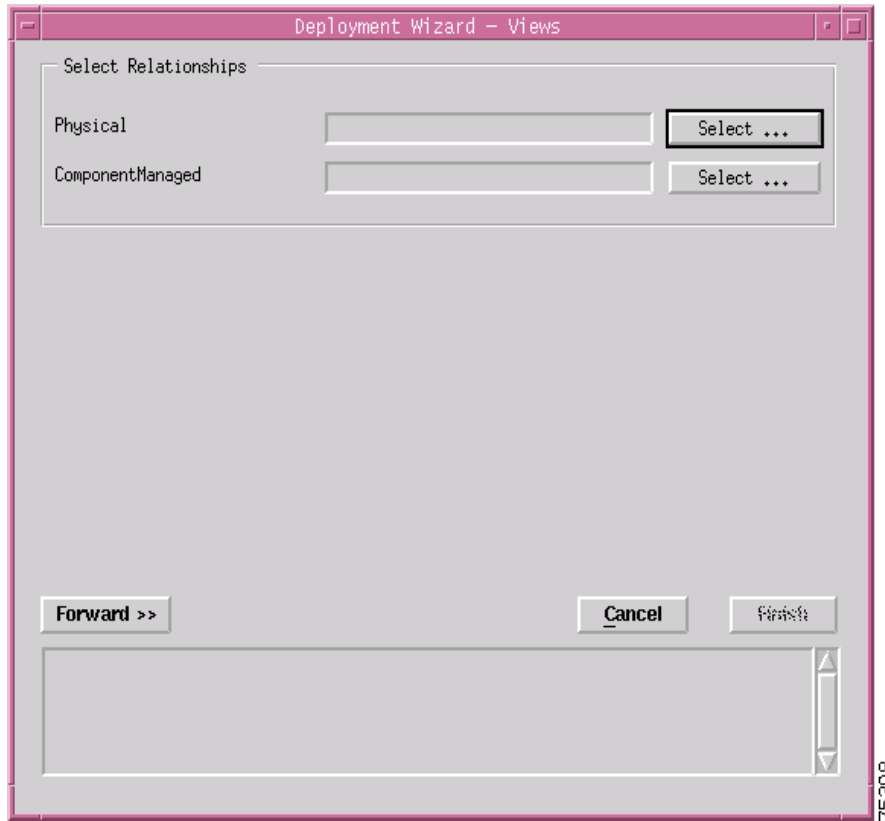 Deployment Wizard - Views
Select Relationships
Physical
Select ...
ComponentManaged
Select ...
Forward >>
Cancel
Finish